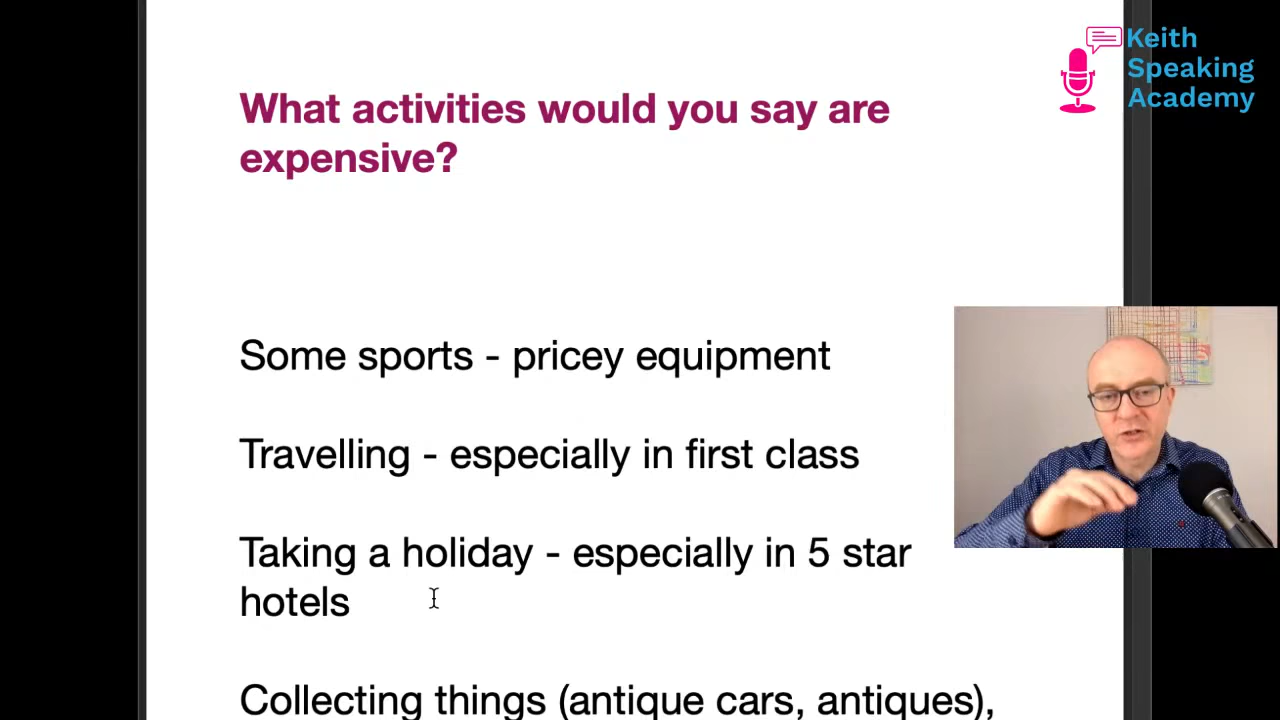 Keith
Speaking
Academy
What activities would you say are
expensive?
Some sports - pricey equipment
Travelling - especially in first class
Taking a holiday - especially in 5 star
hotels
Collecting things (antique cars, antiques),